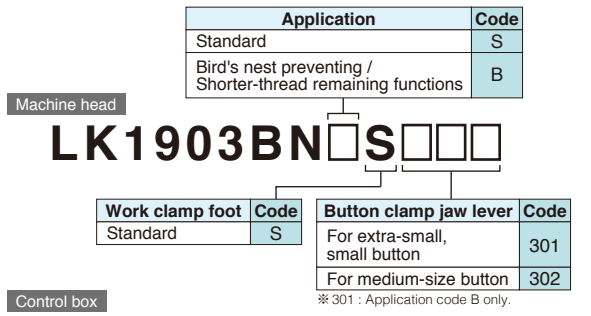 Application Code
Standard S
Bird's nest preventing /
Shorter-thread remaining functions B
Machine head
LK1903BN□S□□□
Work clamp foot Code
Standard S
Button clamp jaw lever Code
For extra-small,
small button 301
For medium-size button 302
※301 : Application code B only.
Control box